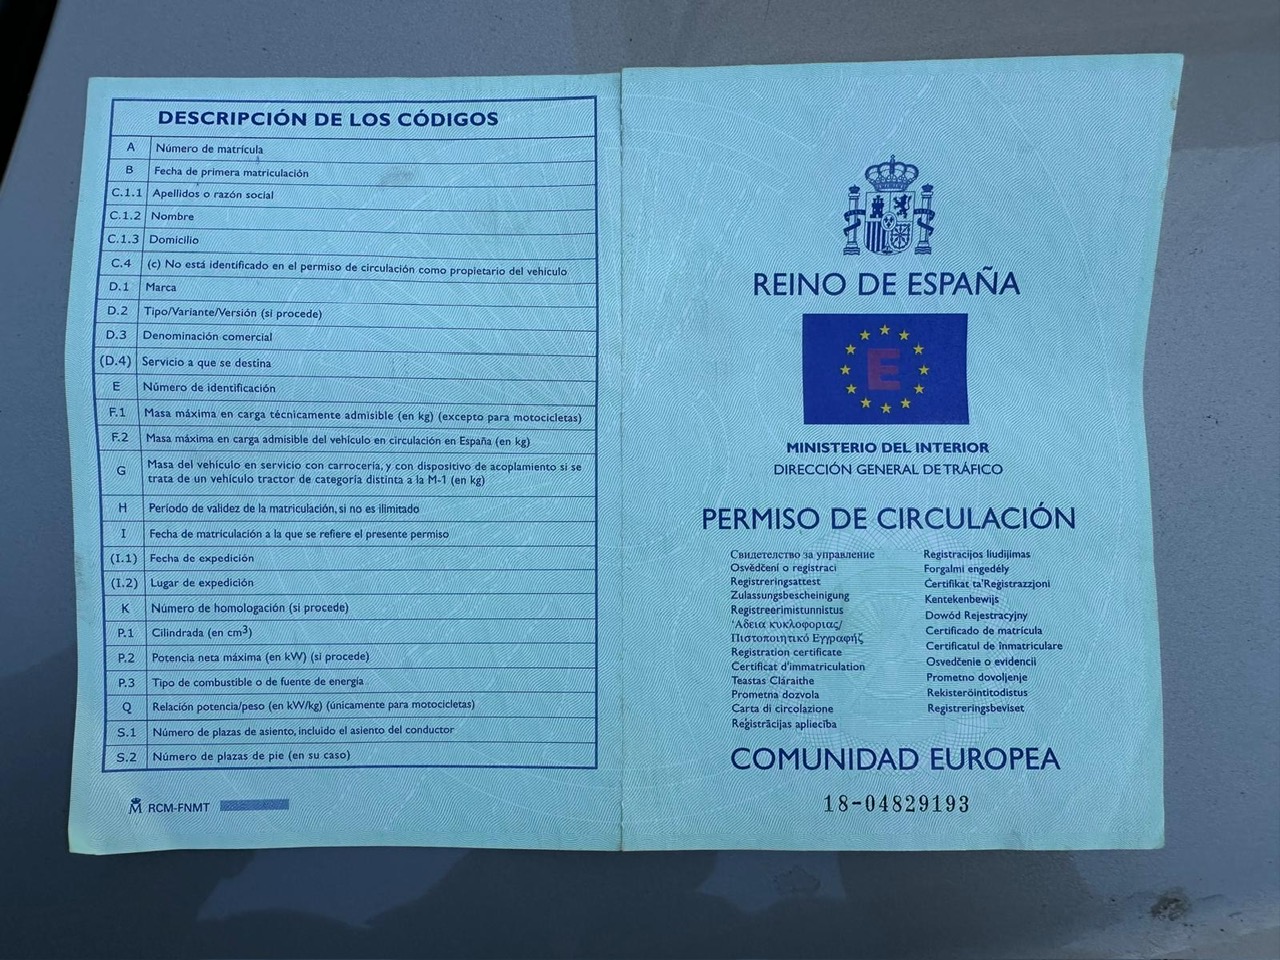 DESCRIPCIÓN DE LOS CÓDIGOS
A Número de matrícula
B Fecha de primera matriculación
C.1.1 Apellidos o razón social
C.1.2 Nombre
C.1.3 Domicilio
C.4 (c) No está identificado en el permiso de circulación como propietario del vehículo
D.1 Marca
D.2 Tipo/Variante/Versión (si procede)
D.3 Denominación comercial
(D.4) Servicio a que se destina
E Número de identificación
F.1 Masa máxima en carga técnicamente admisible (en kg) (excepto para motocicletas)
F.2 Masa máxima en carga admisible del vehículo en circulación en España (en kg)
G Masa del vehículo en servicio con carrocería, y con dispositivo de acoplamiento si se
trata de un vehículo tractor de categoría distinta a la M-1 (en kg)
H Período de validez de la matriculación, si no es ilimitado
I Fecha de matriculación a la que se refiere el presente permiso
(I.1) Fecha de expedición
(I.2) Lugar de expedición
K Número de homologación (si procede)
P.1 Cilindrada (en cm³)
P.2 Potencia neta máxima (en kW) (si procede)
P.3 Tipo de combustible o de fuente de energía
Q Relación potencia/peso (en kW/kg) (únicamente para motocicletas)
S.1 Número de plazas de asiento, incluido el asiento del conductor
S.2 Número de plazas de pie (en su caso)
M RCM-FNMT
REINO DE ESPAÑA
E
MINISTERIO DEL INTERIOR
DIRECCIÓN GENERAL DE TRÁFICO
PERMISO DE CIRCULACIÓN
Свидетелство за управление
Osvědčení o registraci
Registreringsattest
Zulassungsbescheinigung
Registreerimistunnistus
'Αδεια κυκλοφορίας/
Πιστοποιητικό Εγγραφήζ
Registration certificate
Certificat d'immatriculation
Teastas Cláraithe
Prometna dozvola
Carta di circolazione
Reģistrācijas apliecība
Registracijos liudijimas
Forgalmi engedély
Certifikat ta'Reġistrazzjoni
Kentekenbewijs
Dowód Rejestracyjny
Certificado de matrícula
Certificatul de înmatriculare
Osvedčenie o evidencii
Prometno dovoljenje
Rekisteröintitodistus
Registreringsbeviset
COMUNIDAD EUROPEA
18-04829193